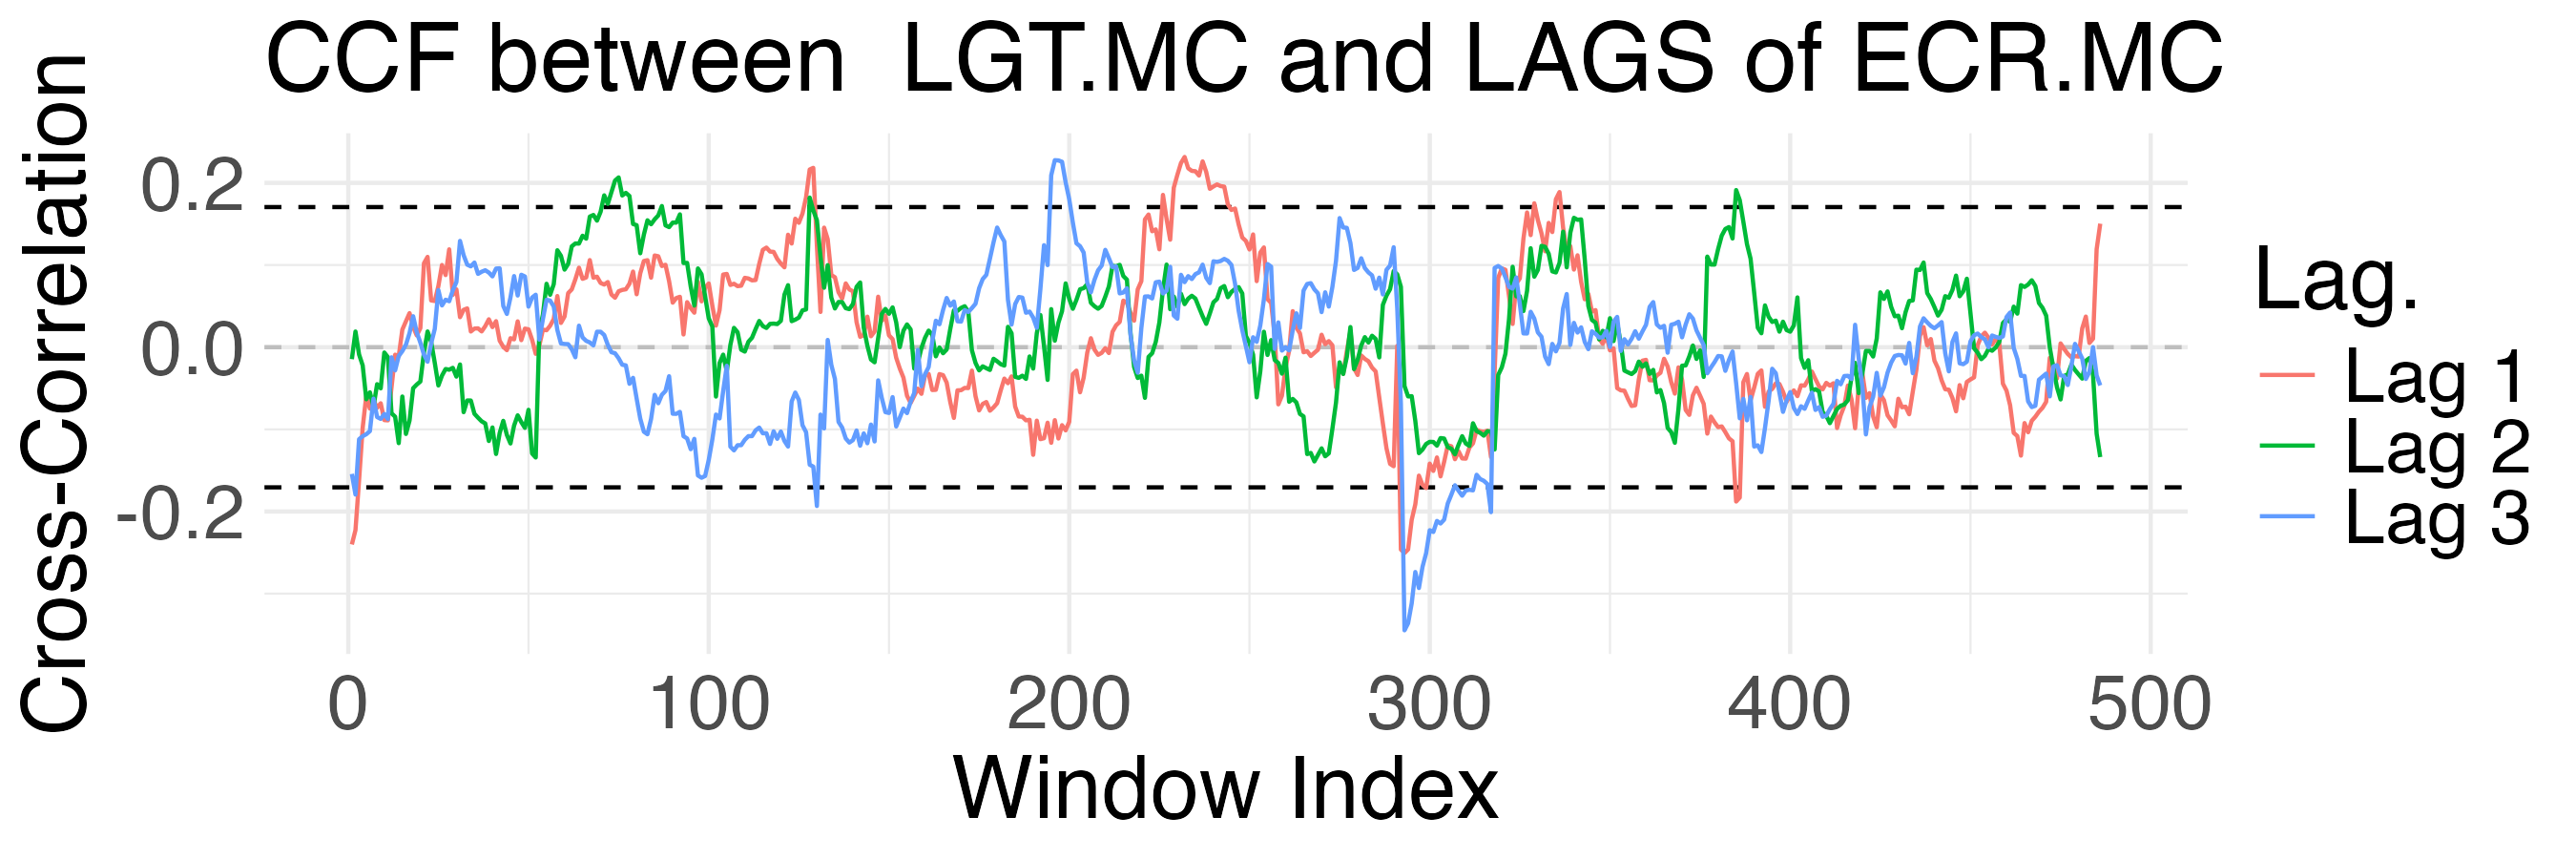 CCF between  LGT.MC and LAGS of ECR.MC
Cross-Correlation
0.2
0.0
-0.2
0 100 200 300 400 500
Window Index
Lag.
Lag 1
Lag 2
Lag 3